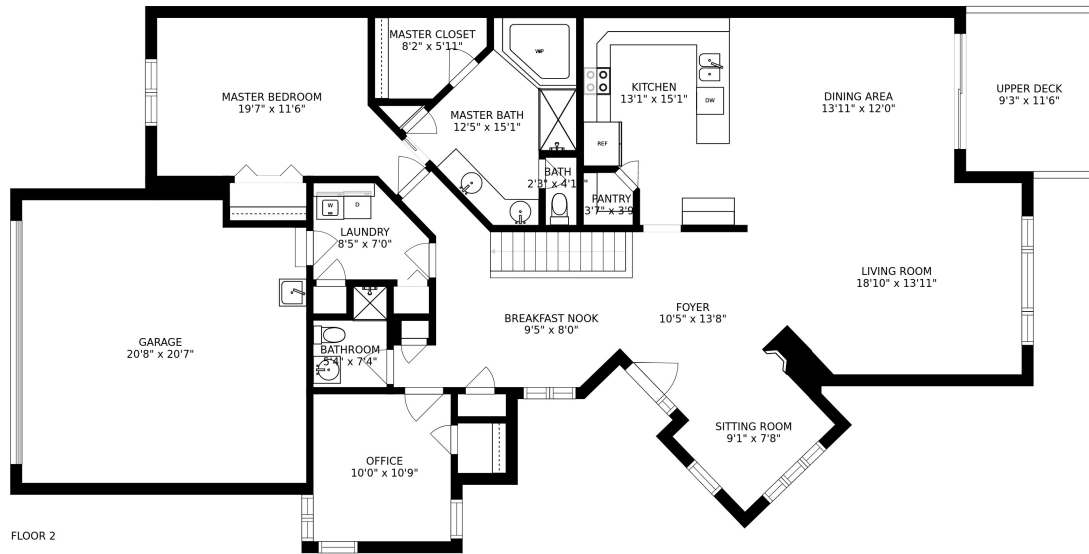 MASTER CLOSET
8'2" x 5'11"
WP
MASTER BEDROOM
19'7" x 11'6"
MASTER BATH
12'5" x 15'1"
KITCHEN
13'1" x 15'1"
DW
REF
DINING AREA
13'11" x 12'0"
UPPER DECK
9'3" x 11'6"
BATH
2'3" x 4'1
PANTRY
3'7" x 3'9
W
D
LAUNDRY
8'5" x 7'0"
LIVING ROOM
18'10" x 13'11"
FOYER
10'5" x 13'8"
BREAKFAST NOOK
9'5" x 8'0"
GARAGE
20'8" x 20'7"
BATHROOM
5'4" x 7'4"
SITTING ROOM
9'1" x 7'8"
OFFICE
10'0" x 10'9"
FLOOR 2